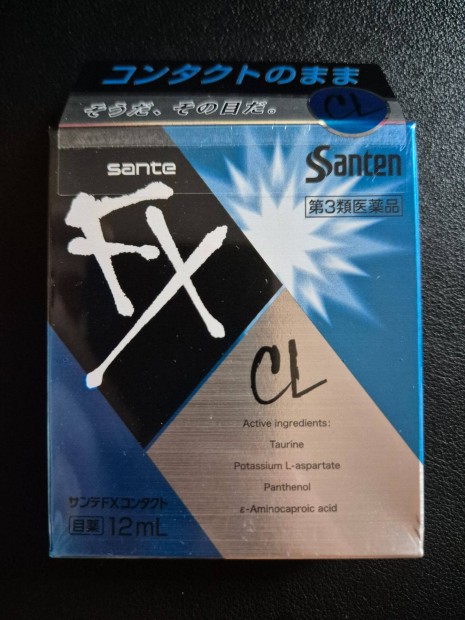 コンタクトのまま
CL
そうだ、その目だ。
sante
Santen
第3類医薬品
FX
CL
Active ingredients:
Taurine
Potassium L-aspartate
Panthenol
ε-Aminocaproic acid
サンテFXコンタクト
目薬 12mL